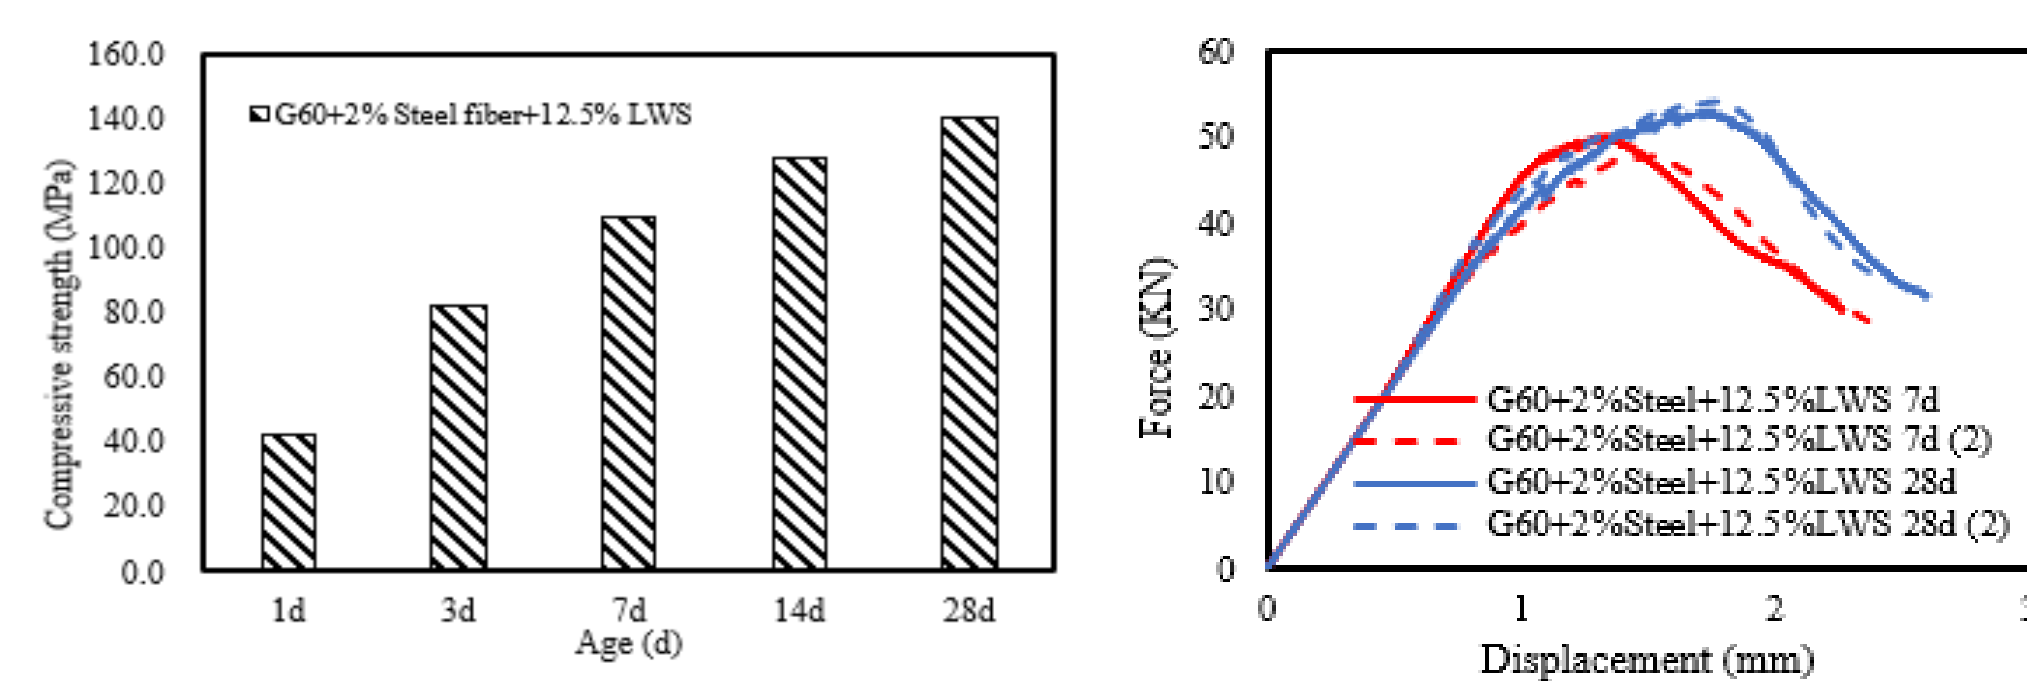 160.0
140.0
120.0
100.0
80.0
60.0
40.0
20.0
0.0
Compressive strength (MPa)
G60+2% Steel fiber+12.5% LWS
1d 3d 7d 14d 28d
Age (d)
60
50
40
30
20
10
0
Force (KN)
G60+2%Steel+12.5%LWS 7d
G60+2%Steel+12.5%LWS 7d (2)
G60+2%Steel+12.5%LWS 28d
G60+2%Steel+12.5%LWS 28d (2)
0 1 2
Displacement (mm)